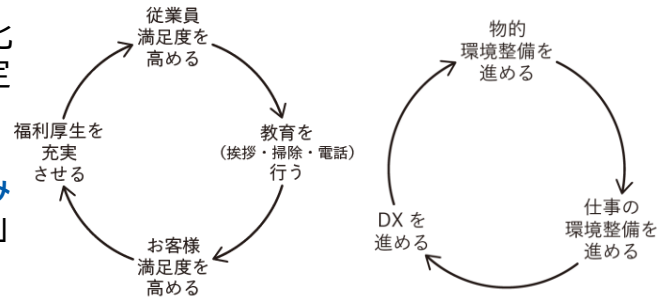 従業員
満足度を
高める
教育を
（挨拶・掃除・電話）
行う
お客様
満足度を
高める
福利厚生を
充実
させる
物的
環境整備を
進める
仕事の
環境整備を
進める
DXを
進める